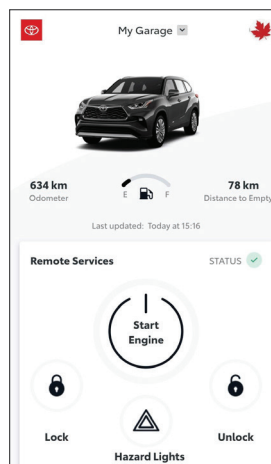 My Garage
634 km
78 km
Odometer
E
F
Distance to Empty
Last updated: Today at 15:16
Remote Services
STATUS
Start
Engine
Lock
Unlock
Hazard Lights